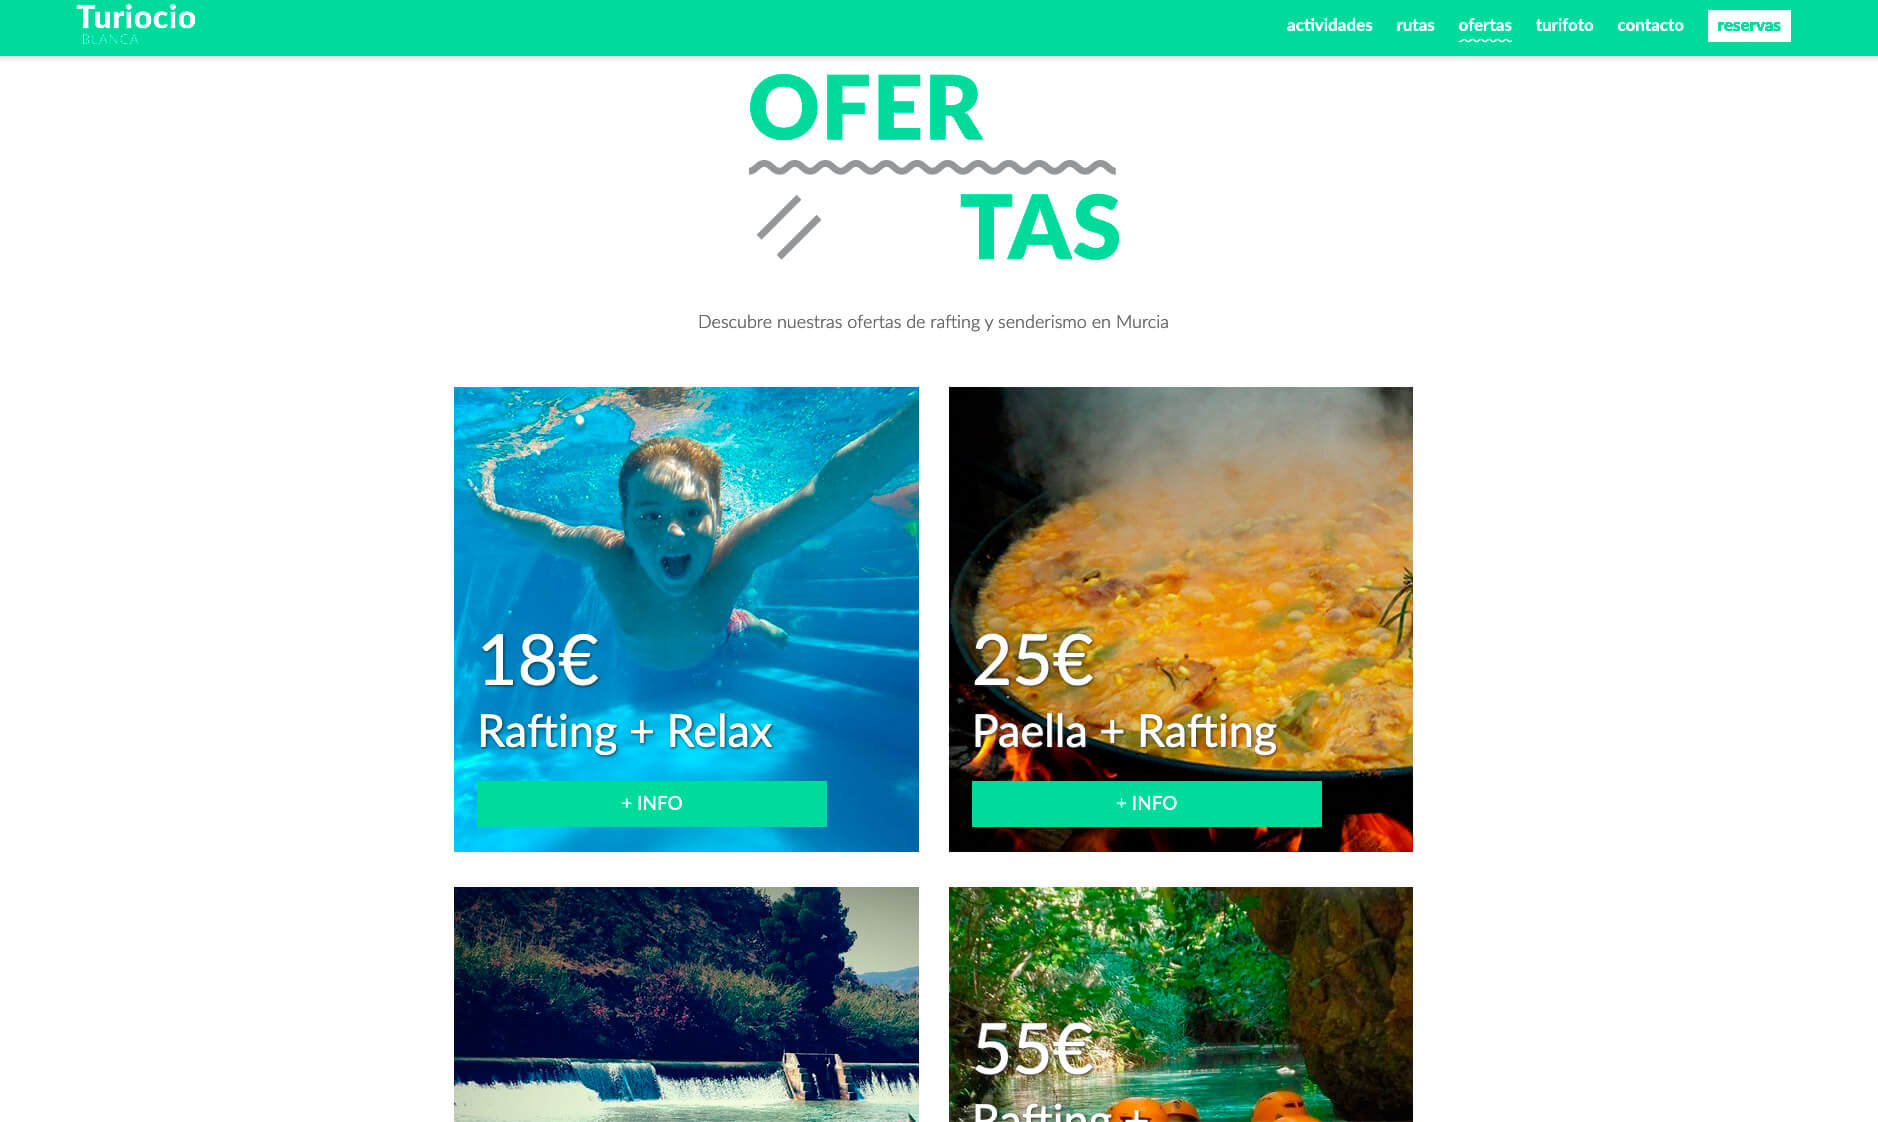 Turiocio
BLANCA
actividades rutas ofertas turifoto contacto reservas
OFER
TAS
Descubre nuestras ofertas de rafting y senderismo en Murcia
18€
Rafting + Relax
+ INFO
25€
Paella + Rafting
+ INFO
55€
Rafting +